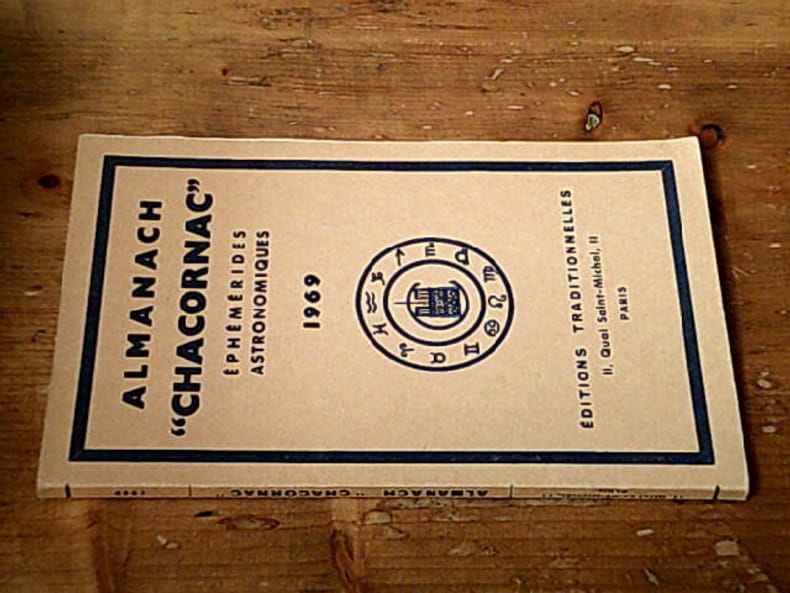 ALMANACH
"CHACORNAC"
ÉPHÉMÉRIDES
ASTRONOMIQUES
1969
ÉDITIONS TRADITIONNELLES
11, Quai Saint-Michel, 11
PARIS
1969
ALMANACH "CHACORNAC"